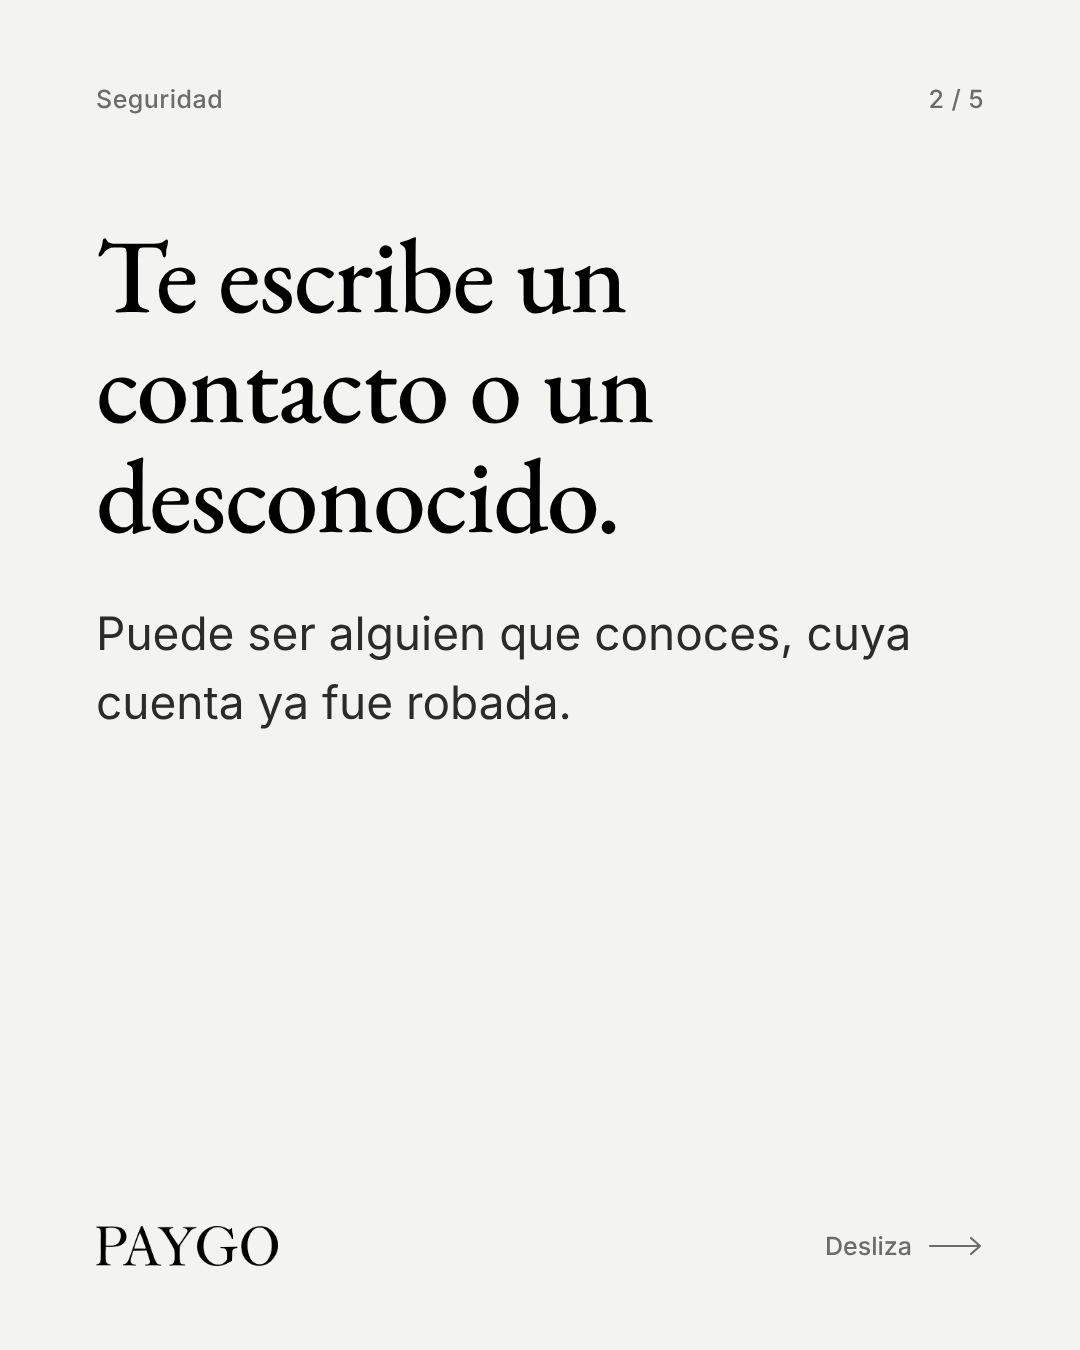 Seguridad
2 / 5
Te escribe un
contacto o un
desconocido.
Puede ser alguien que conoces, cuya
cuenta ya fue robada.
PAYGO
Desliza